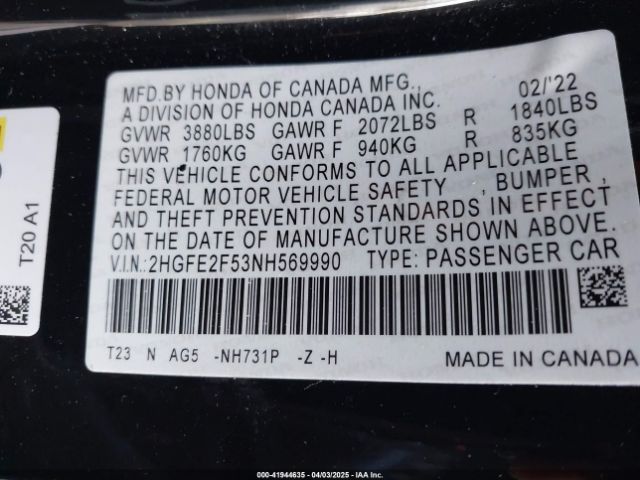 MFD.BY HONDA OF CANADA MFG., 02/'22
A DIVISION OF HONDA CANADA INC.
GVWR 3880LBS GAWR F 2072LBS R 1840LBS
GVWR 1760KG GAWR F 940KG R 835KG
THIS VEHICLE CONFORMS TO ALL APPLICABLE
FEDERAL MOTOR VEHICLE SAFETY , BUMPER ,
AND THEFT PREVENTION STANDARDS IN EFFECT
ON THE DATE OF MANUFACTURE SHOWN ABOVE.
V.I.N.:2HGFE2F53NH569990 TYPE: PASSENGER CAR
T23 N AG5 -NH731P -Z -H
MADE IN CANADA
T20 A1
000-41944635 - 04/03/2025 - IAA Inc.